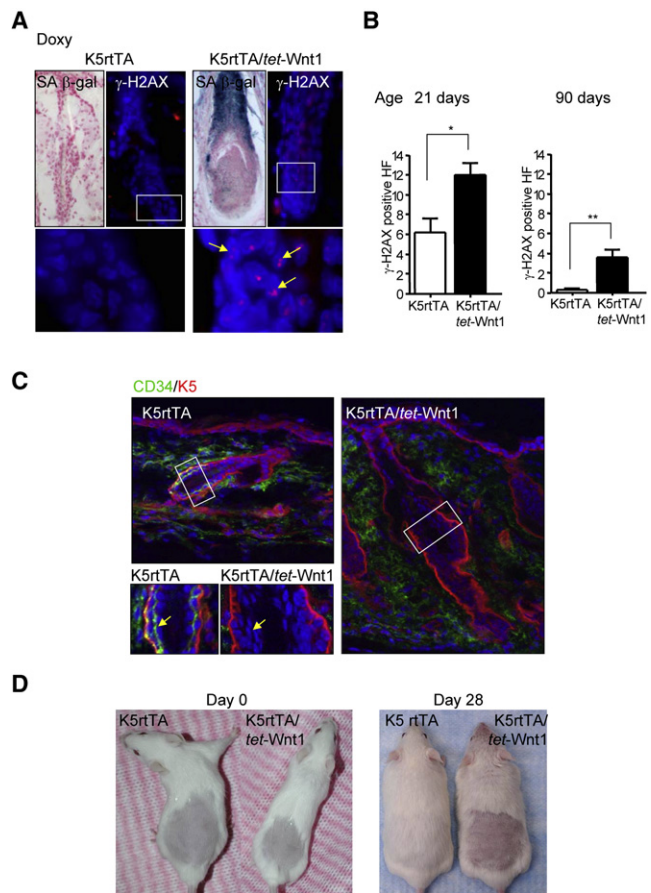 A
Doxy
K5rtTA
K5rtTA/tet-Wnt1
SA β-gal
γ-H2AX
SA β-gal
γ-H2AX
B
Age 21 days 90 days
γ-H2AX positive HF
14
12
10
8
6
4
2
0
*
K5rtTA
K5rtTA/
tet-Wnt1
γ-H2AX positive HF
14
12
10
8
6
4
2
0
**
K5rtTA
K5rtTA/
tet-Wnt1
C
CD34/K5
K5rtTA
K5rtTA/tet-Wnt1
K5rtTA
K5rtTA/tet-Wnt1
D
Day 0
K5rtTA
K5rtTA/
tet-Wnt1
Day 28
K5 rtTA
K5rtTA/
tet-Wnt1